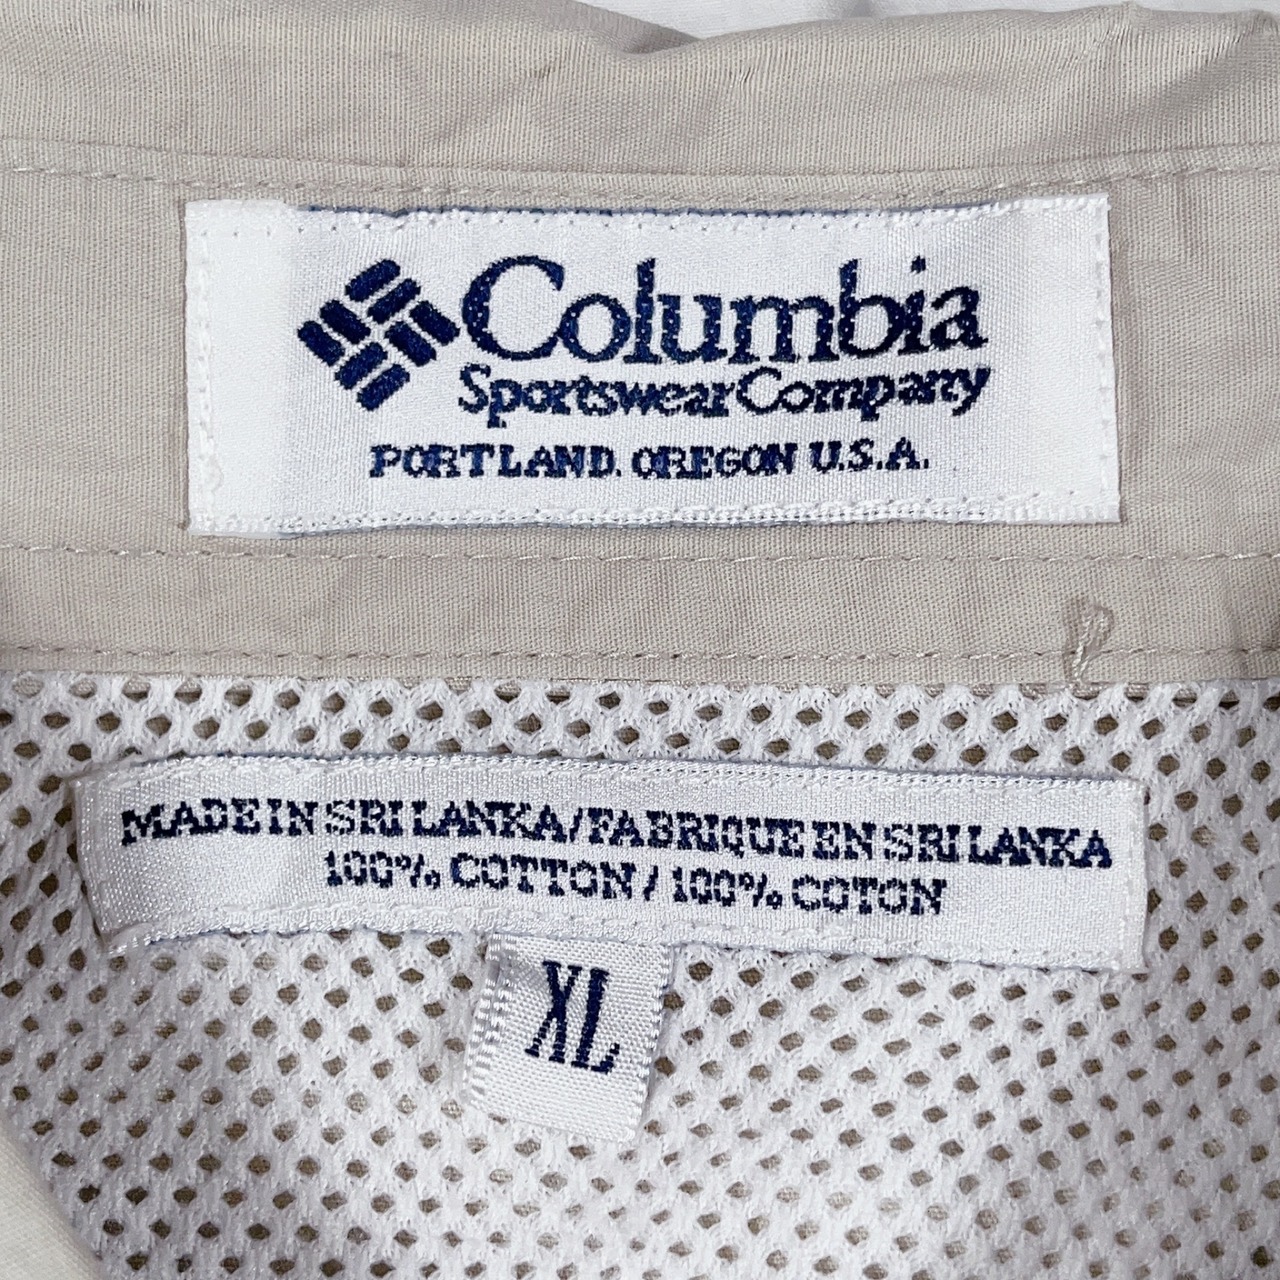 Columbia
Sportswear Company
PORTLAND. OREGON U.S.A.
MADE IN SRI LANKA/FABRIQUE EN SRI LANKA
100% COTTON / 100% COTON
XL